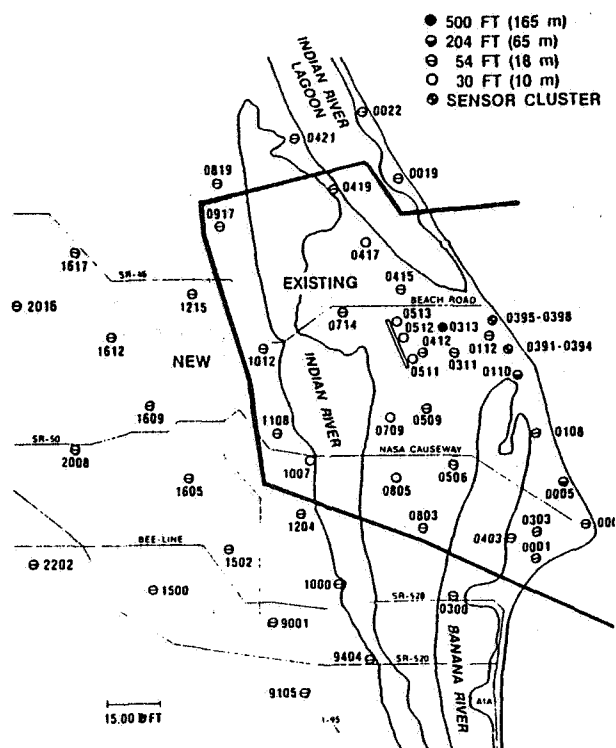 500 FT (165 m)
204 FT (65 m)
54 FT (18 m)
30 FT (10 m)
SENSOR CLUSTER
INDIAN RIVER
LAGOON
0022
0421
0819
0019
0419
0917
0417
1617
SR-46
EXISTING
0415
1215
BEACH ROAD
2016
0513
0395-0398
0714
0512
0313
1612
0412
0112
NEW
1012
0391-0394
0511
0311
0110
INDIAN RIVER
1609
0509
1108
0709
0108
SR-50
NASA CAUSEWAY
2008
1007
0506
1605
0805
0005
1204
0803
0303
0403
BEE-LINE
0001
1502
2202
1500
1000
SR-528
0300
9001
BANANA RIVER
9404
SR-520
9105
A1A
I-95